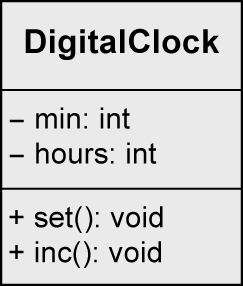 DigitalClock
– min: int
– hours: int
+ set(): void
+ inc(): void